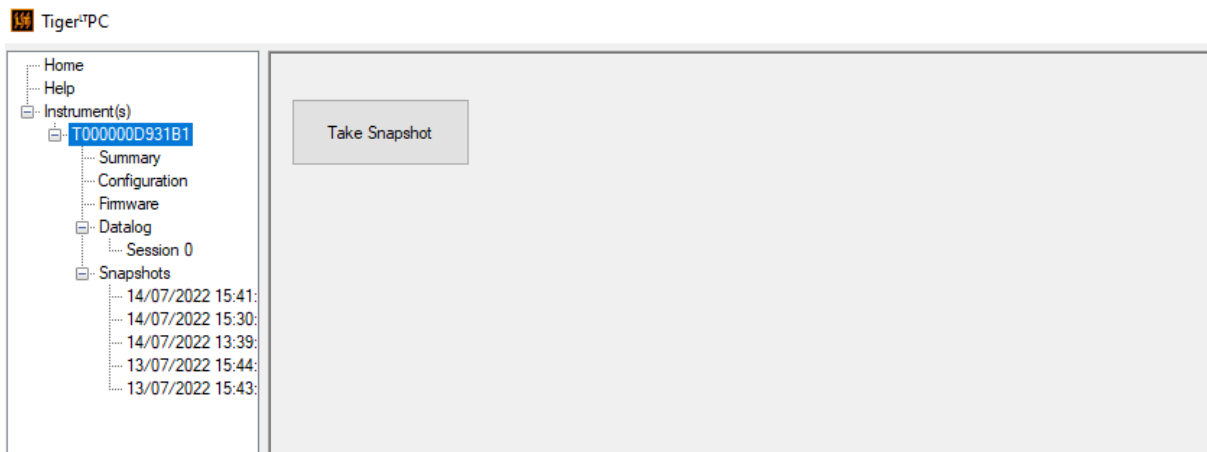 TigerᴸᵀPC
Home
Help
Instrument(s)
T000000D931B1
Summary
Configuration
Firmware
Datalog
Session 0
Snapshots
14/07/2022 15:41:
14/07/2022 15:30:
14/07/2022 13:39:
13/07/2022 15:44:
13/07/2022 15:43:
Take Snapshot